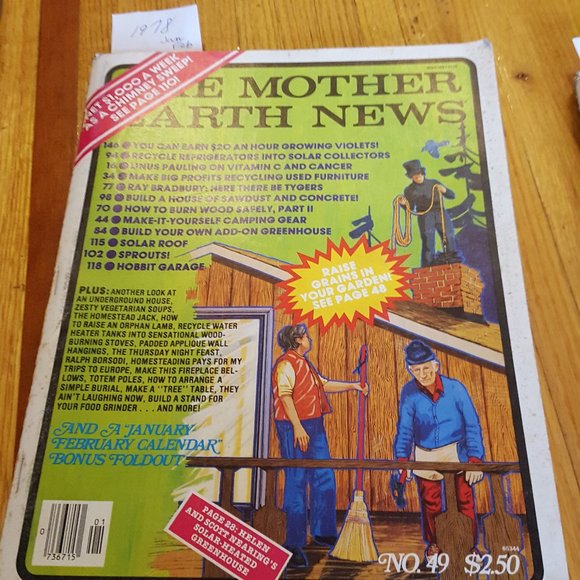 1978
Jan
Feb
NET $1,000 A WEEK
AS A CHIMNEY SWEEP!
SEE PAGE 110!
THE MOTHER
EARTH NEWS
146 ● YOU CAN EARN $20 AN HOUR GROWING VIOLETS!
94 ● RECYCLE REFRIGERATORS INTO SOLAR COLLECTORS
16 ● LINUS PAULING ON VITAMIN C AND CANCER
34 ● MAKE BIG PROFITS RECYCLING USED FURNITURE
77 ● RAY BRADBURY: HERE THERE BE TYGERS
98 ● BUILD A HOUSE OF SAWDUST AND CONCRETE!
70 ● HOW TO BURN WOOD SAFELY, PART II
44 ● MAKE-IT-YOURSELF CAMPING GEAR
84 ● BUILD YOUR OWN ADD-ON GREENHOUSE
115 ● SOLAR ROOF
102 ● SPROUTS!
118 ● HOBBIT GARAGE
RAISE
GRAINS IN
YOUR GARDEN!
SEE PAGE 48
PLUS: ANOTHER LOOK AT
AN UNDERGROUND HOUSE,
ZESTY VEGETARIAN SOUPS,
THE HOMESTEAD JACK, HOW
TO RAISE AN ORPHAN LAMB, RECYCLE WATER
HEATER TANKS INTO SENSATIONAL WOOD-
BURNING STOVES, PADDED APPLIQUE WALL
HANGINGS, THE THURSDAY NIGHT FEAST,
RALPH BORSODI, HOMESTEADING PAYS FOR MY
TRIPS TO EUROPE, MAKE THIS FIREPLACE BEL-
LOWS, TOTEM POLES, HOW TO ARRANGE A
SIMPLE BURIAL, MAKE A "TREE" TABLE, THEY
AIN'T LAUGHING NOW, BUILD A STAND FOR
YOUR FOOD GRINDER . . . AND MORE!
AND A "JANUARY
FEBRUARY CALENDAR"
BONUS FOLDOUT
PAGE 28: HELEN
AND SCOTT NEARING'S
SOLAR-HEATED
GREENHOUSE
01
0 736715
NO. 49 $2.50